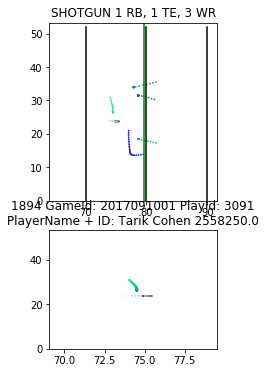 SHOTGUN 1 RB, 1 TE, 3 WR
50
40
30
20
10
0
70 80 90
1894 GameId: 2017091001 PlayId: 3091
PlayerName + ID: Tarik Cohen 2558250.0
40
20
0
70.0 72.5 75.0 77.5